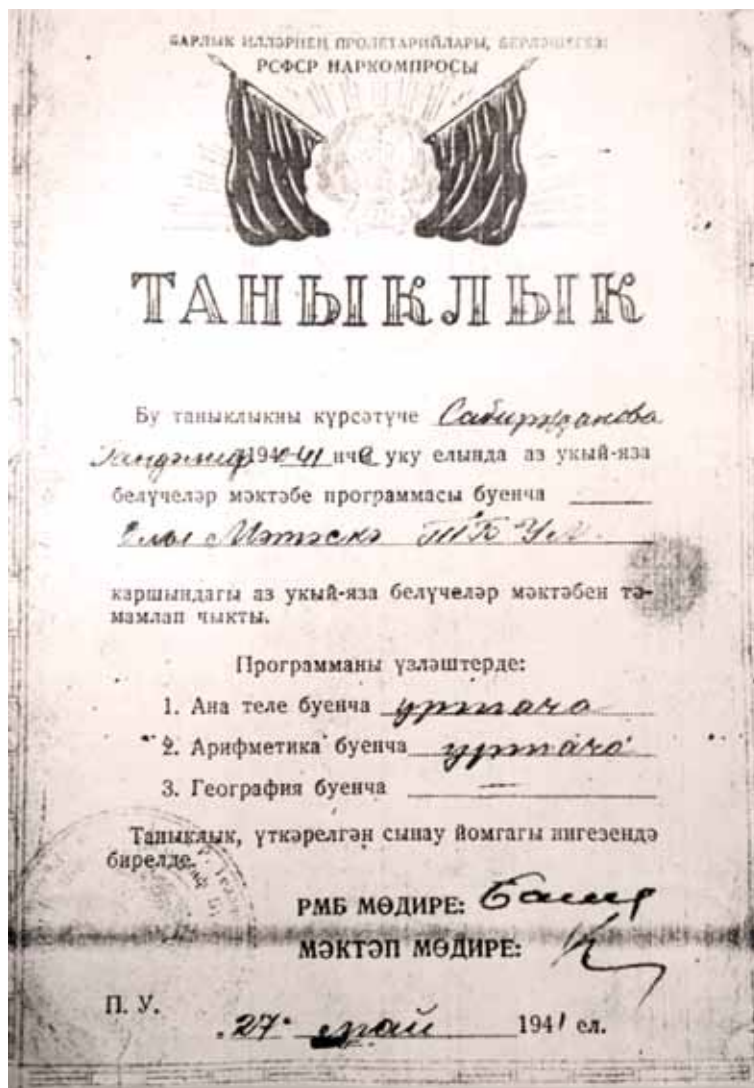 БАРЛЫК ИЛЛӘРНЕҢ ПРОЛЕТАРИЙЛАРЫ, БЕРЛӘШЕГЕЗ!
РСФСР НАРКОМПРОСЫ
ТАНЫКЛЫК
Бу таныклыкны күрсәтүче Сабирҗанова
1940-41 нче уку елында аз укый-яза
белүчеләр мәктәбе программасы буенча
Олы Мәтәскә
каршындагы аз укый-яза белүчеләр мәктәбен тә-
мамлап чыкты.
Программаны үзләштерде:
1. Ана теле буенча уртача
2. Арифметика буенча уртача
3. География буенча —
Таныклык, үткәрелгән сынау йомгагы нигезендә
бирелде.
РМБ МӨДИРЕ:
МӘКТӘП МӨДИРЕ:
П. У.
„27“ май 1941 ел.